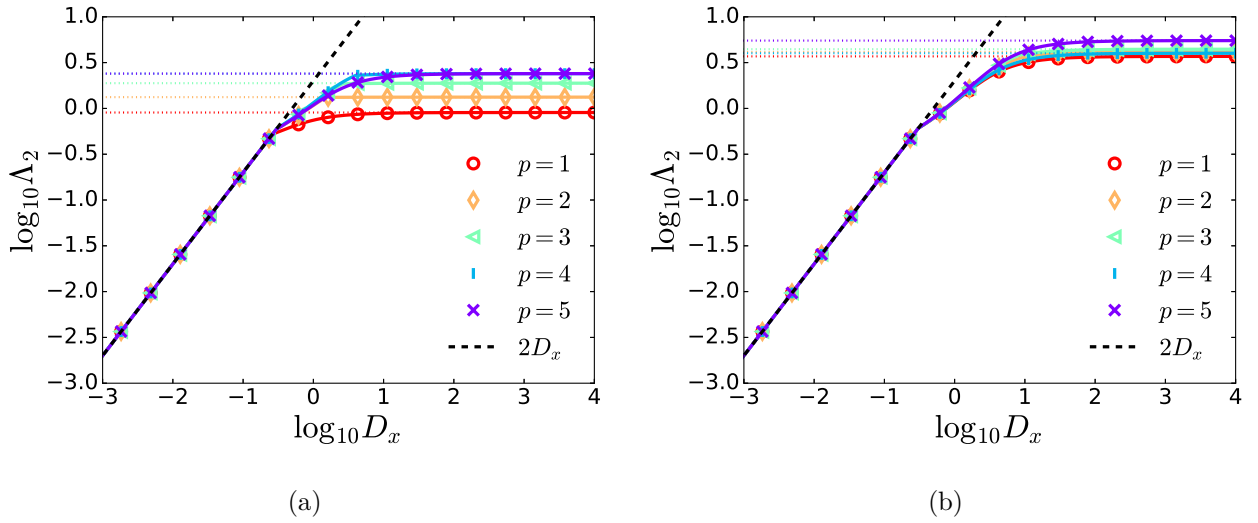 1.0
0.5
0.0
−0.5
−1.0
−1.5
−2.0
−2.5
−3.0
−3 −2 −1 0 1 2 3 4
log₁₀Λ₂
log₁₀Dₓ
p = 1
p = 2
p = 3
p = 4
p = 5
2Dₓ
(a)
1.0
0.5
0.0
−0.5
−1.0
−1.5
−2.0
−2.5
−3.0
−3 −2 −1 0 1 2 3 4
log₁₀Λ₂
log₁₀Dₓ
p = 1
p = 2
p = 3
p = 4
p = 5
2Dₓ
(b)